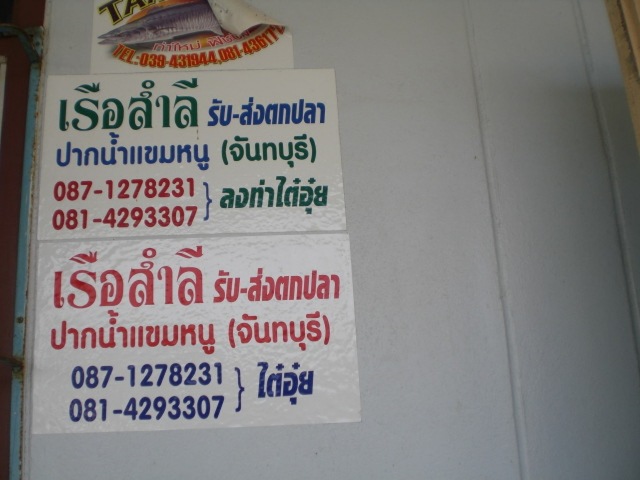 TEL:039-431944,081-43617
เรือสำลี รับ-ส่งตกปลา
ปากน้ำแขมหนู (จันทบุรี)
087-1278231
081-4293307
ลงท่าไต๋อุ๋ย
เรือสำลี รับ-ส่งตกปลา
ปากน้ำแขมหนู (จันทบุรี)
087-1278231
081-4293307
ไต๋อุ๋ย